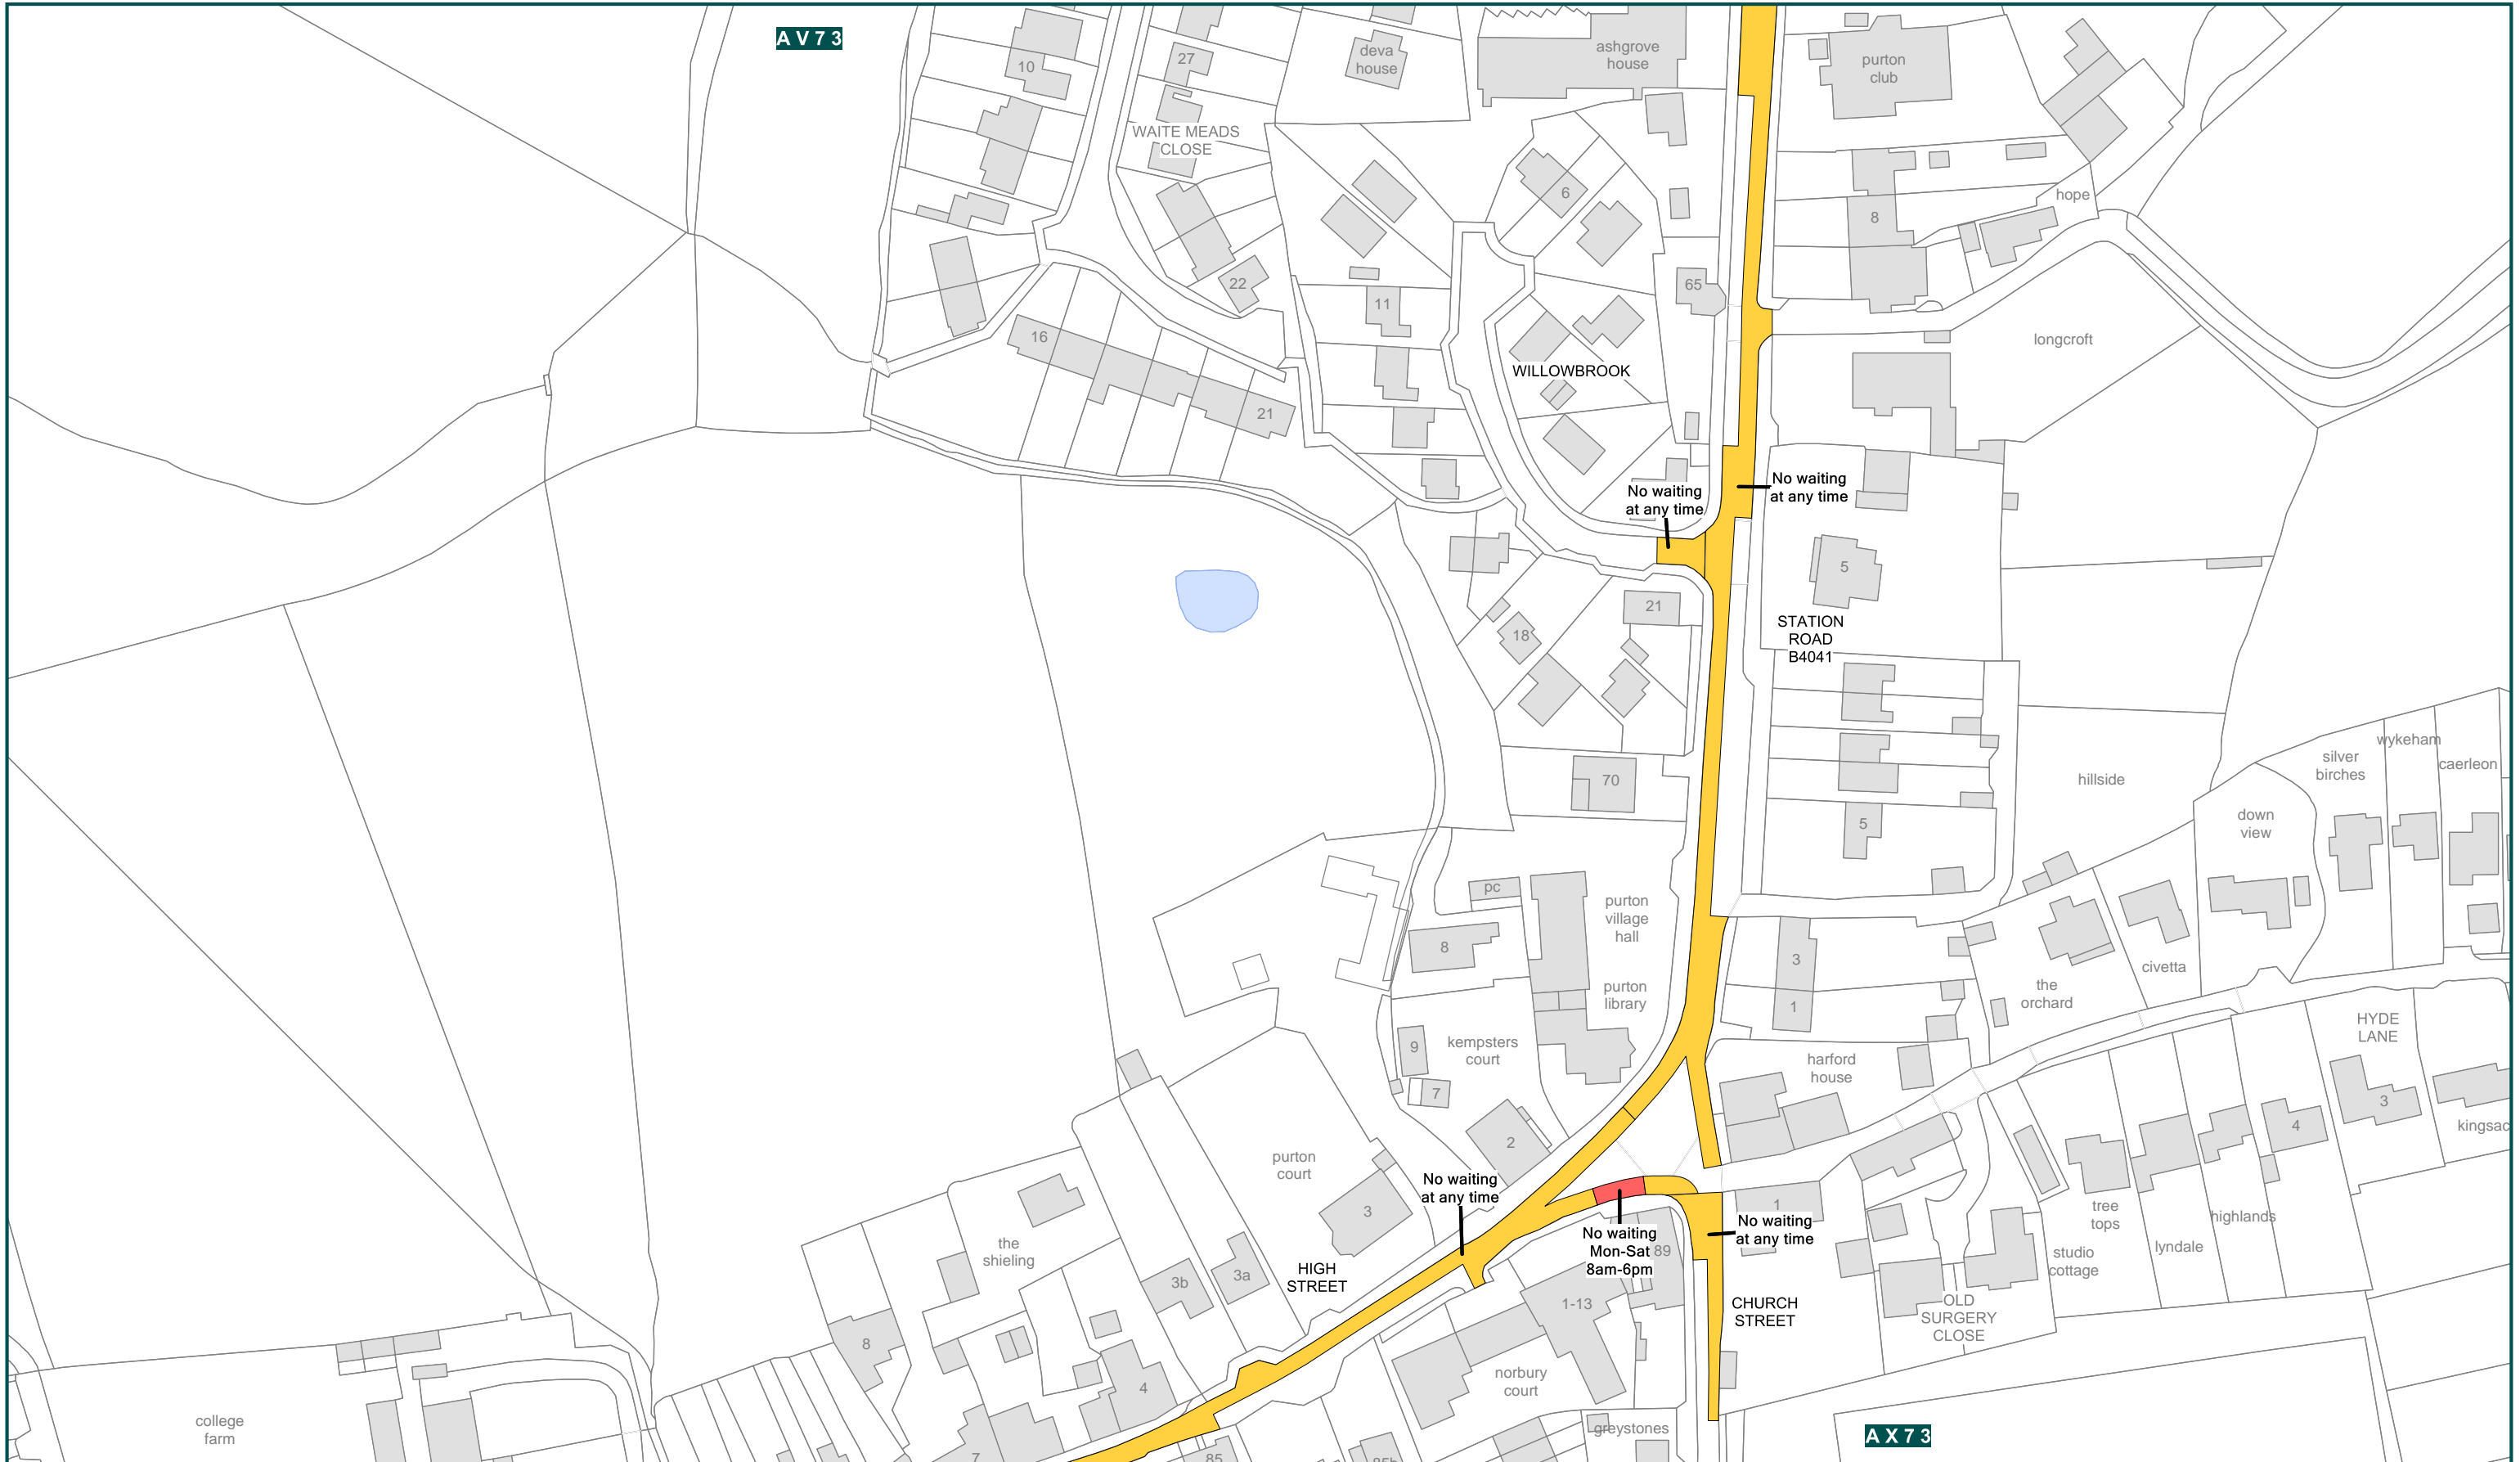 A V 7 3
10
27
deva
house
ashgrove
house
purton
club
WAITE MEADS
CLOSE
6
hope
8
22
65
11
16
longcroft
WILLOWBROOK
21
No waiting
at any time
No waiting
at any time
5
21
18
STATION
ROAD
B4041
70
hillside
silver
birches
wykeham
caerleon
down
view
5
pc
purton
village
hall
8
3
civetta
the
orchard
purton
library
1
9
kempsters
court
7
harford
house
HYDE
LANE
3
4
kingsac
2
purton
court
3
No waiting
at any time
1
No waiting
at any time
tree
tops
highlands
lyndale
studio
cottage
the
shieling
3b
3a
HIGH
STREET
No waiting
Mon-Sat
8am-6pm
89
1-13
CHURCH
STREET
OLD
SURGERY
CLOSE
8
4
norbury
court
college
farm
greystones
A X 7 3
7
85
85b